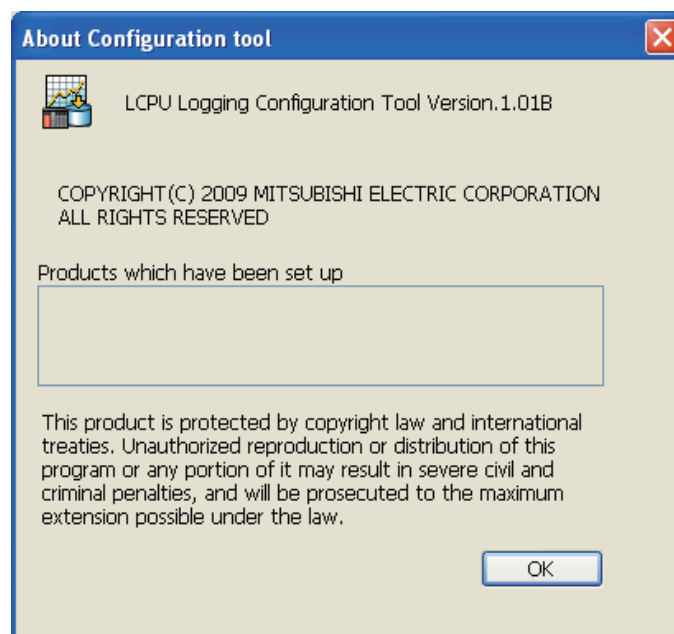 About Configuration tool
LCPU Logging Configuration Tool Version.1.01B
COPYRIGHT(C) 2009 MITSUBISHI ELECTRIC CORPORATION
ALL RIGHTS RESERVED
Products which have been set up
This product is protected by copyright law and international
treaties. Unauthorized reproduction or distribution of this
program or any portion of it may result in severe civil and
criminal penalties, and will be prosecuted to the maximum
extension possible under the law.
OK